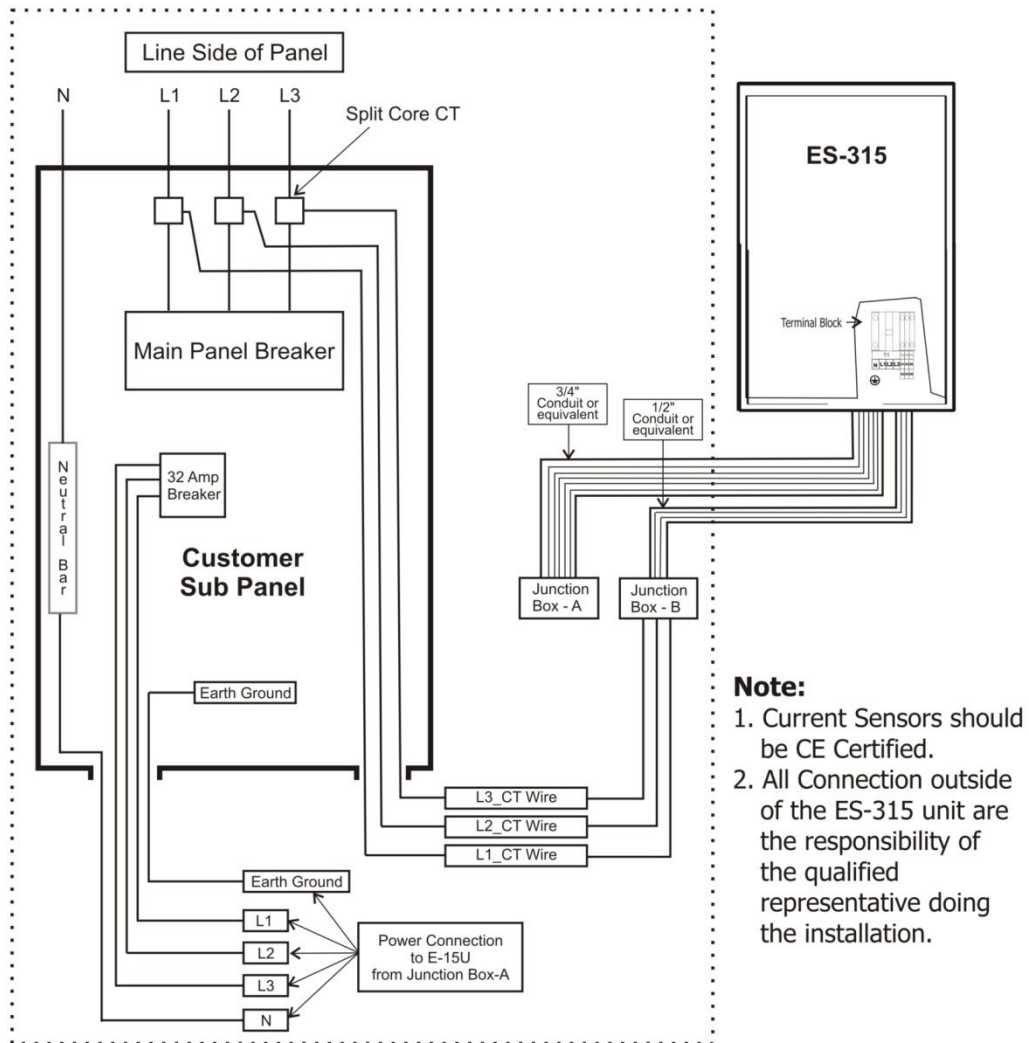 Line Side of Panel
N
L1
L2
L3
Split Core CT
ES-315
Main Panel Breaker
Terminal Block
T1
3/4"
Conduit or
equivalent
1/2"
Conduit or
equivalent
Neutral Bar
32 Amp
Breaker
Customer
Sub Panel
Junction
Box - A
Junction
Box - B
Earth Ground
Note:
1. Current Sensors should
be CE Certified.
2. All Connection outside
of the ES-315 unit are
the responsibility of
the qualified
representative doing
the installation.
L3_CT Wire
L2_CT Wire
L1_CT Wire
Earth Ground
L1
L2
L3
N
Power Connection
to E-15U
from Junction Box-A